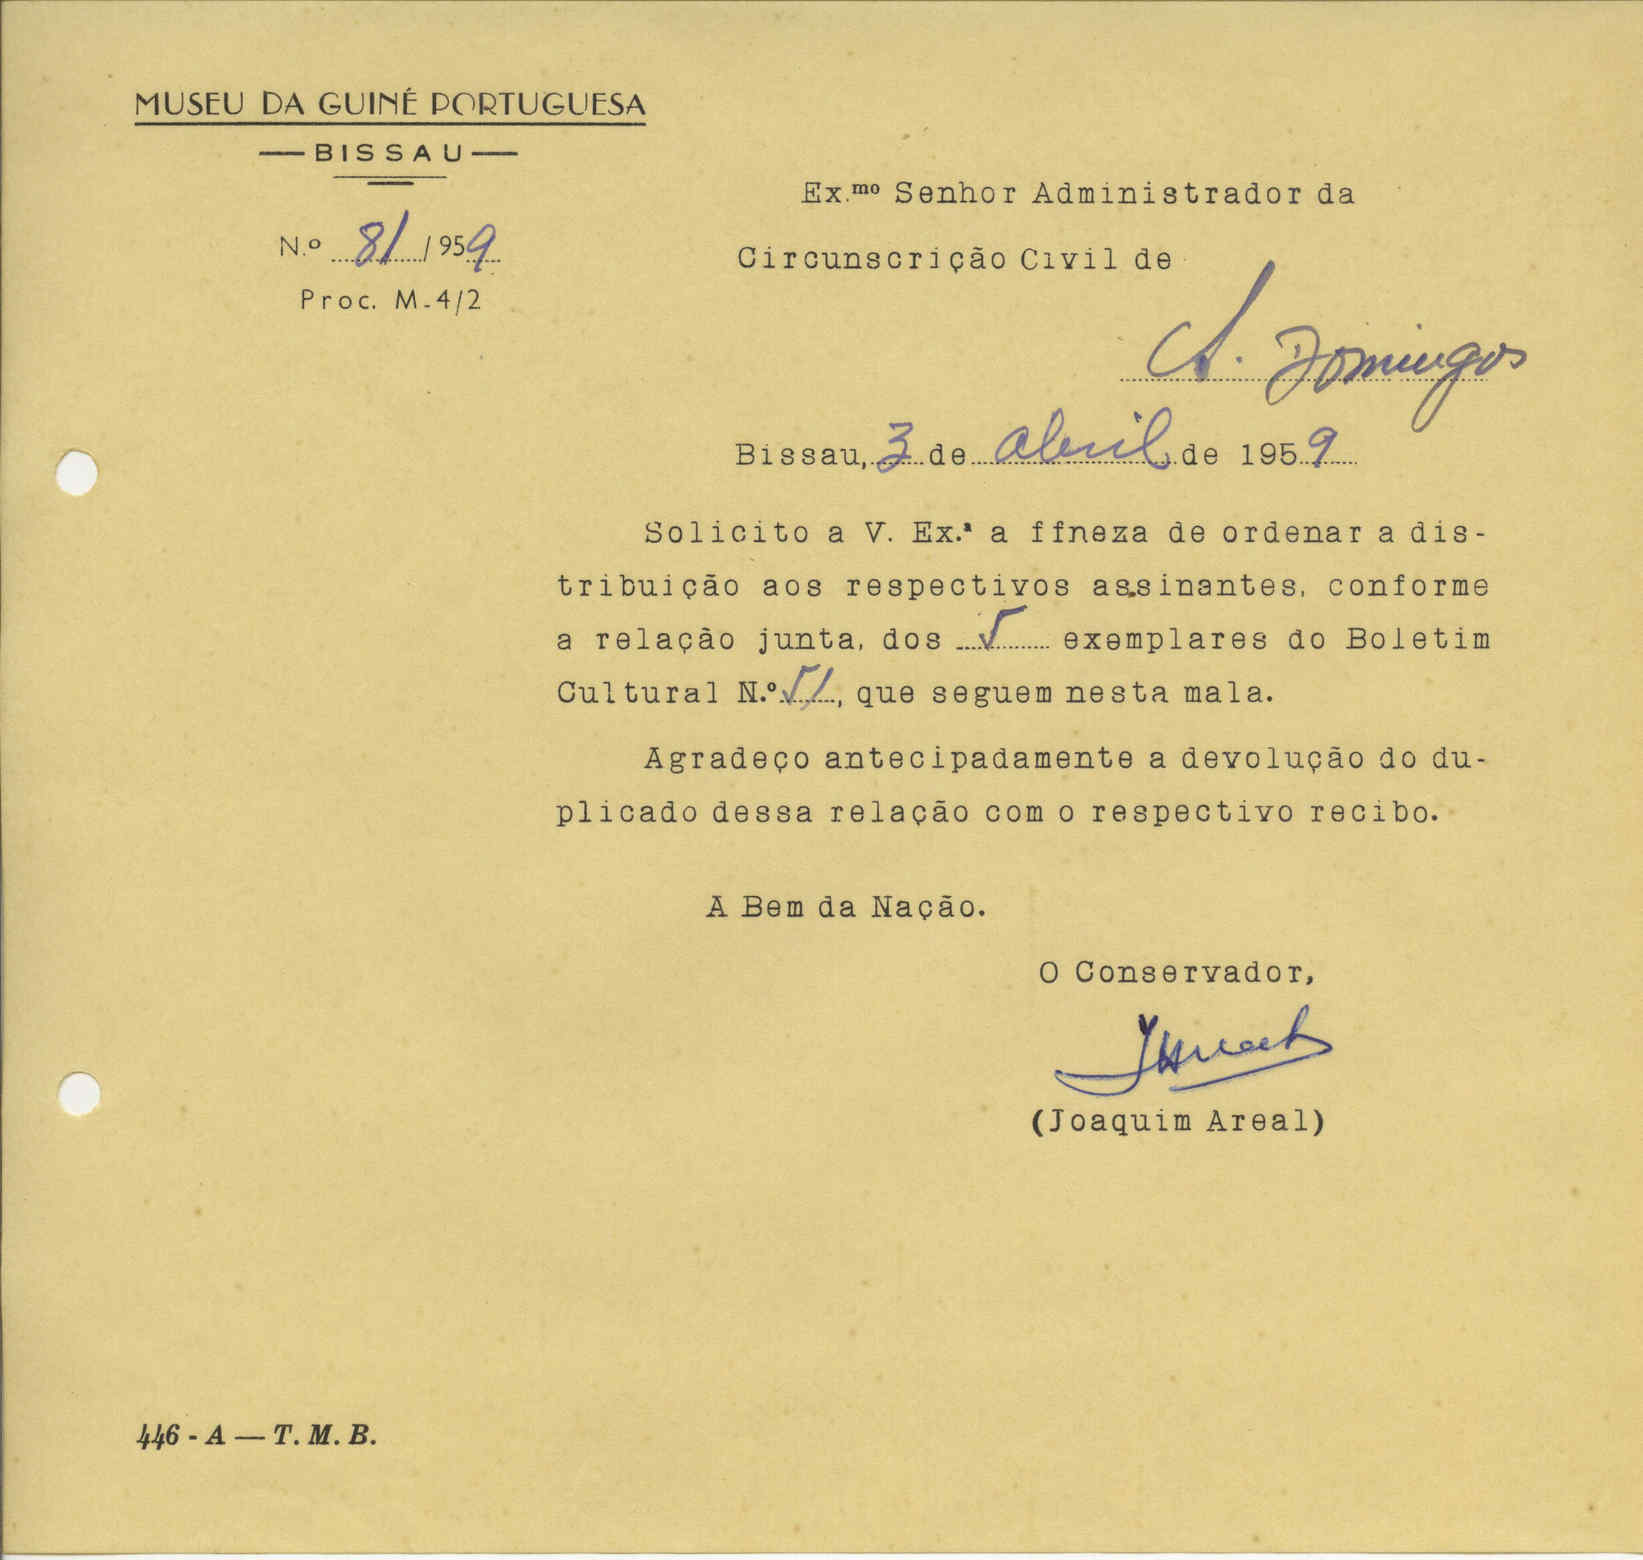 MUSEU DA GUINÉ PORTUGUESA
BISSAU
N.º 81/959
Proc. M-4/2
Ex.mo Senhor Administrador da
Circunscrição Civil de
S. Domingos
Bissau, 3 de abril de 1959
Solicito a V. Ex.ª a ffneza de ordenar a dis-
tribuição aos respectivos assinantes, conforme
a relação junta, dos 5 exemplares do Boletim
Cultural N.º 51, que seguem nesta mala.
Agradeço antecipadamente a devolução do du-
plicado dessa relação com o respectivo recibo.
A Bem da Nação.
O Conservador,
(Joaquim Areal)
446 - A — T. M. B.